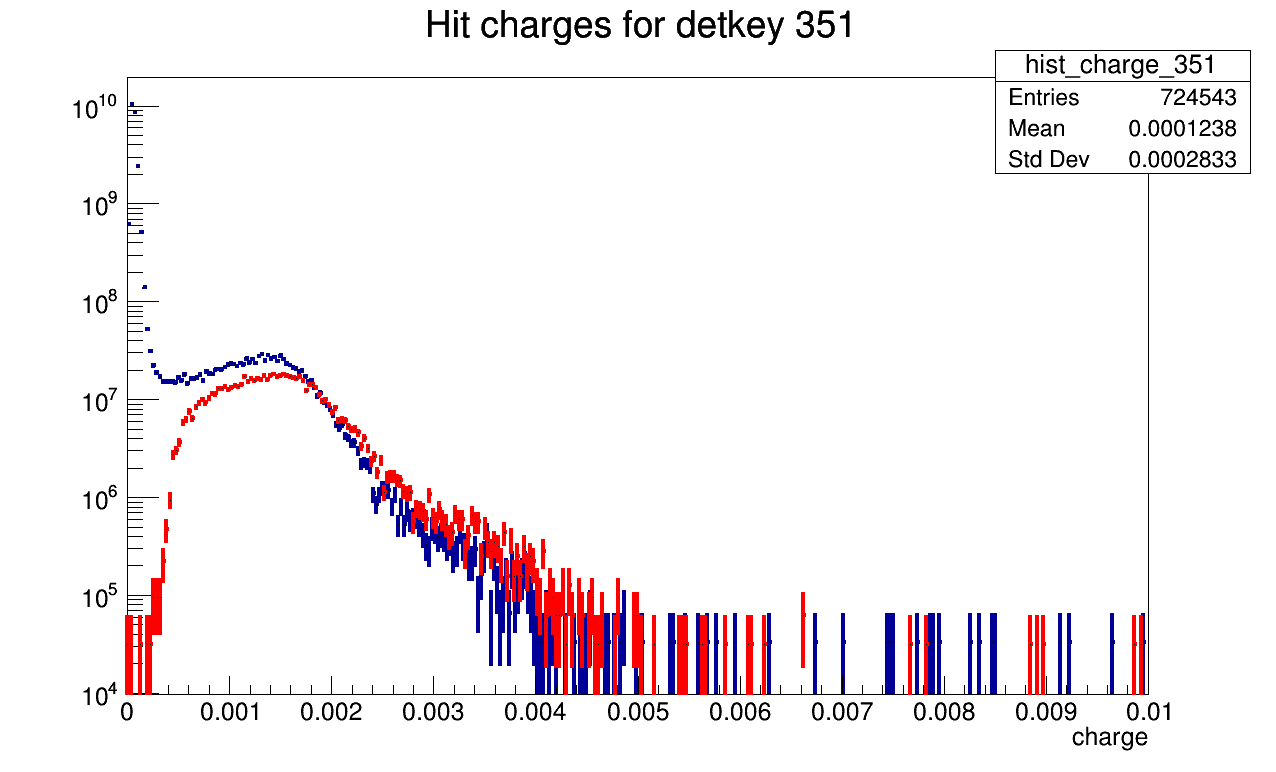 Hit charges for detkey 351
hist_charge_351
Entries 724543
Mean 0.0001238
Std Dev 0.0002833
10^10
10^9
10^8
10^7
10^6
10^5
10^4
0 0.001 0.002 0.003 0.004 0.005 0.006 0.007 0.008 0.009 0.01
charge